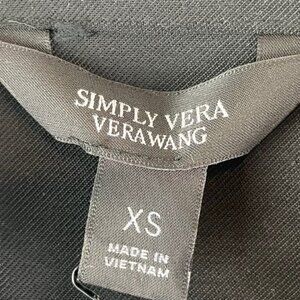 SIMPLY VERA
VERAWANG
XS
MADE IN
VIETNAM